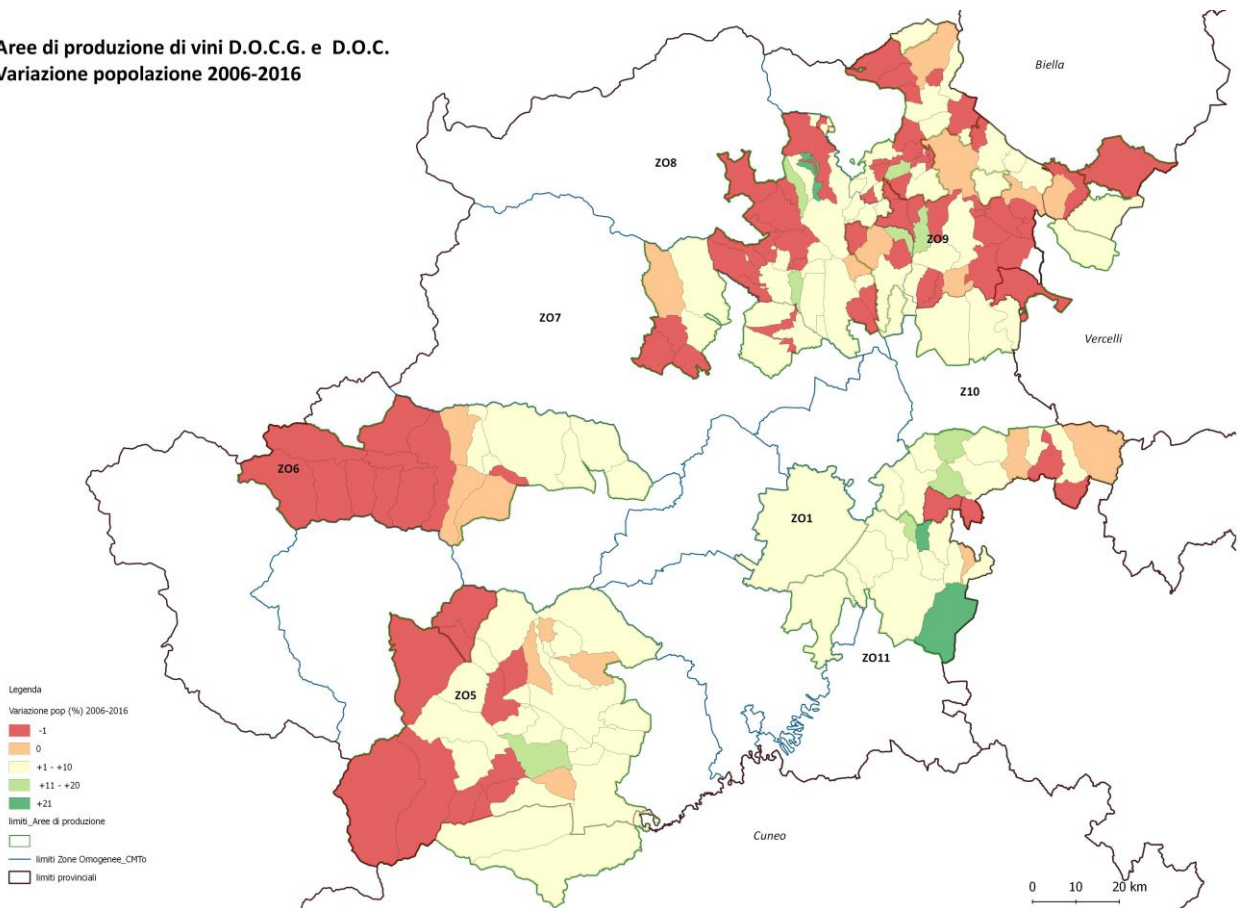 Aree di produzione di vini D.O.C.G. e D.O.C.
Variazione popolazione 2006-2016
Biella
ZO8
ZO9
ZO7
Vercelli
Z10
ZO6
ZO1
ZO11
ZO5
Cuneo
Legenda
Variazione pop (%) 2006-2016
-1
0
+1 - +10
+11 - +20
+21
limiti_Aree di produzione
limiti Zone Omogenee_CMTo
limiti provinciali
0 10 20 km